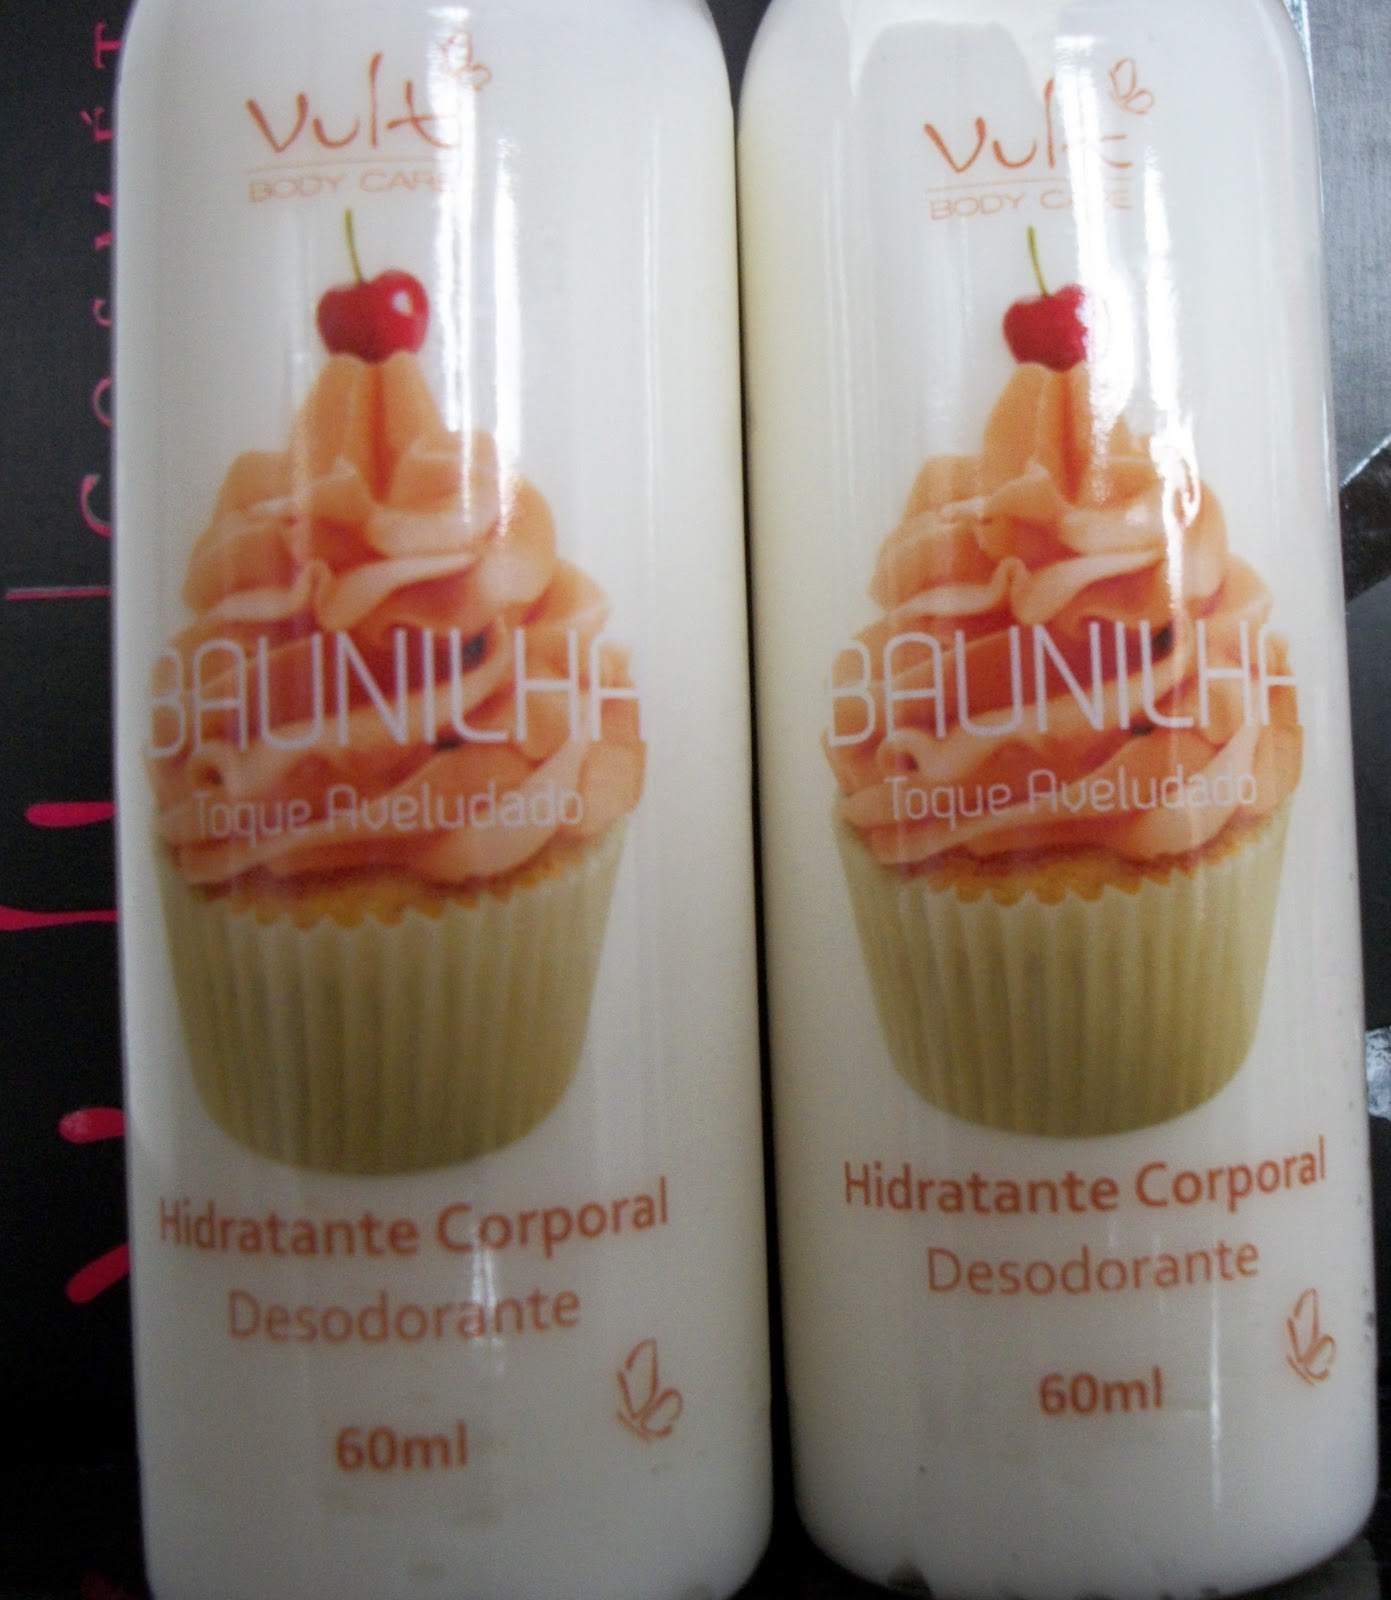 Vult
BODY CARE
BAUNILHA
Toque Aveludado
Hidratante Corporal
Desodorante
60ml
Vult
BODY CARE
BAUNILHA
Toque Aveludado
Hidratante Corporal
Desodorante
60ml
COSMÉT